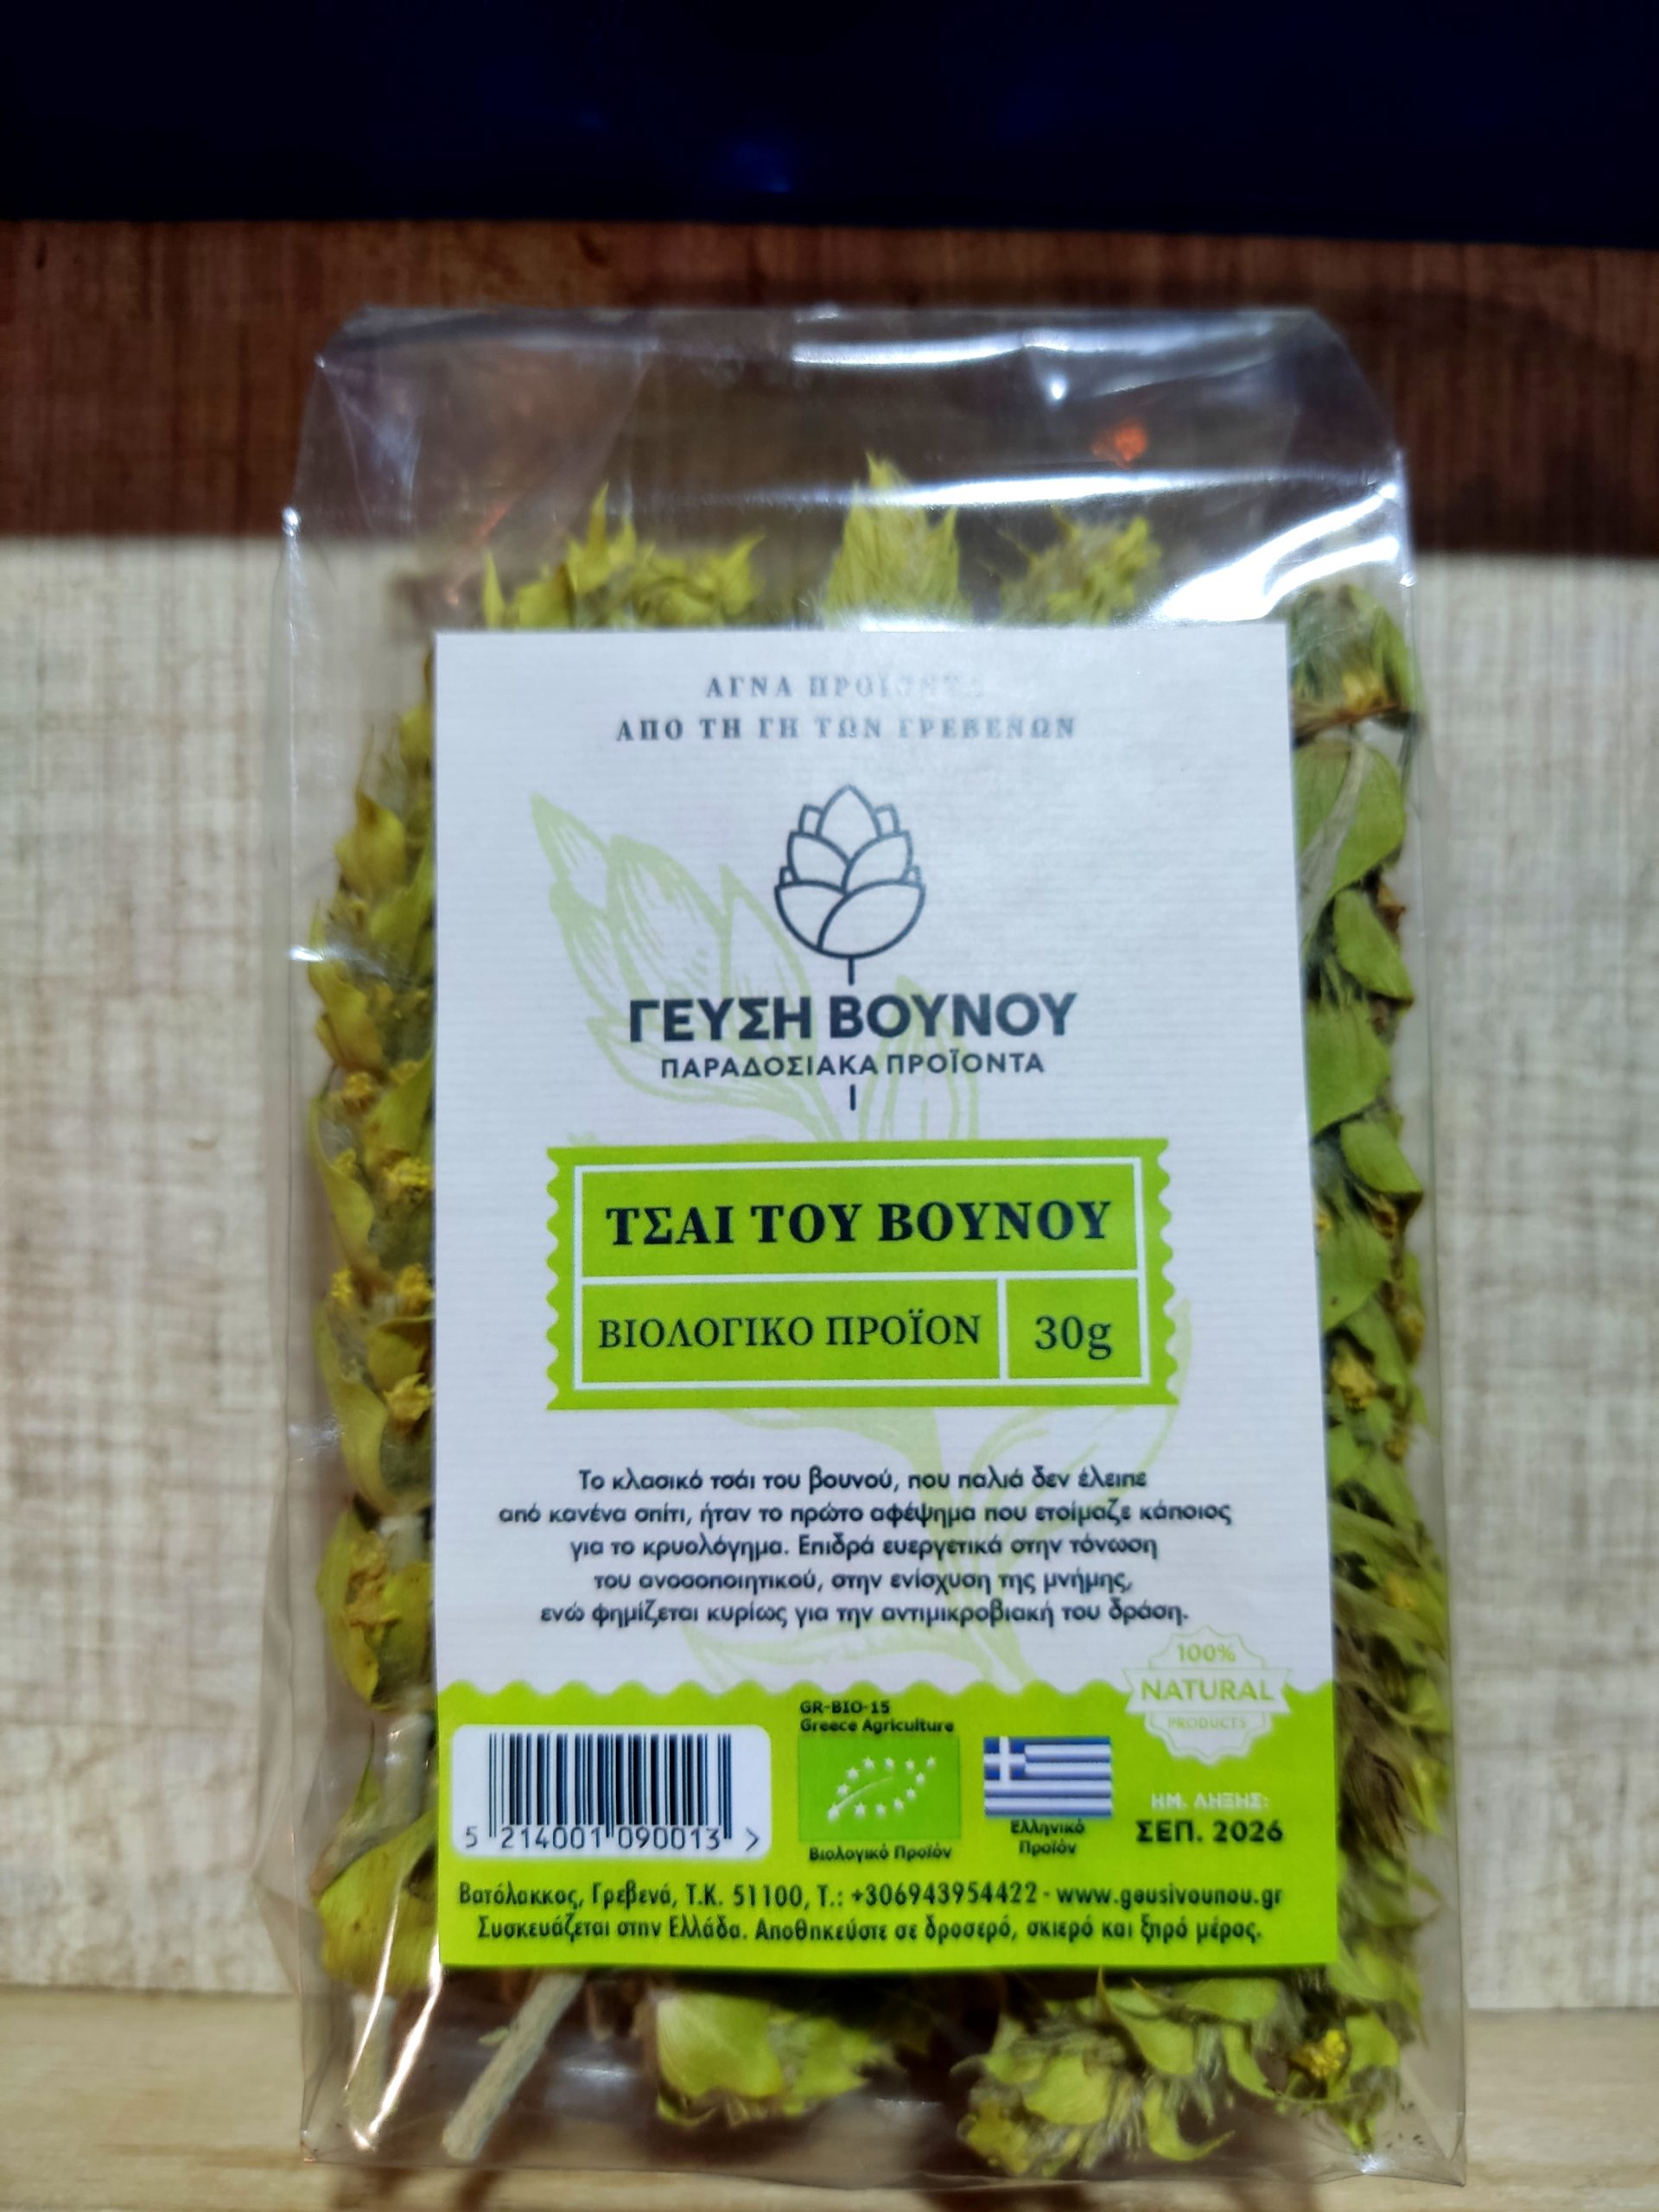 ΑΓΝΑ ΠΡΟΪΟΝΤΑ
ΑΠΟ ΤΗ ΓΗ ΤΩΝ ΓΡΕΒΕΝΩΝ
ΓΕΥΣΗ ΒΟΥΝΟΥ
ΠΑΡΑΔΟΣΙΑΚΑ ΠΡΟΪΟΝΤΑ
ΤΣΑΙ ΤΟΥ ΒΟΥΝΟΥ
ΒΙΟΛΟΓΙΚΟ ΠΡΟΪΟΝ
30g
Το κλασικό τσάι του βουνού, που παλιά δεν έλειπε
από κανένα σπίτι, ήταν το πρώτο αφέψημα που ετοίμαζε κάποιος
για το κρυολόγημα. Επιδρά ευεργετικά στην τόνωση
του ανοσοποιητικού, στην ενίσχυση της μνήμης,
ενώ φημίζεται κυρίως για την αντιμικροβιακή του δράση.
100%
NATURAL
PRODUCTS
GR-BIO-15
Greece Agriculture
Βιολογικό Προϊόν
Ελληνικό
Προϊόν
ΗΜ. ΛΗΞΗΣ:
ΣΕΠ. 2026
5 214001 090013 >
Βατόλακκος, Γρεβενά, Τ.Κ. 51100, Τ.: +306943954422 - www.geusivounou.gr
Συσκευάζεται στην Ελλάδα. Αποθηκεύστε σε δροσερό, σκιερό και ξηρό μέρος.